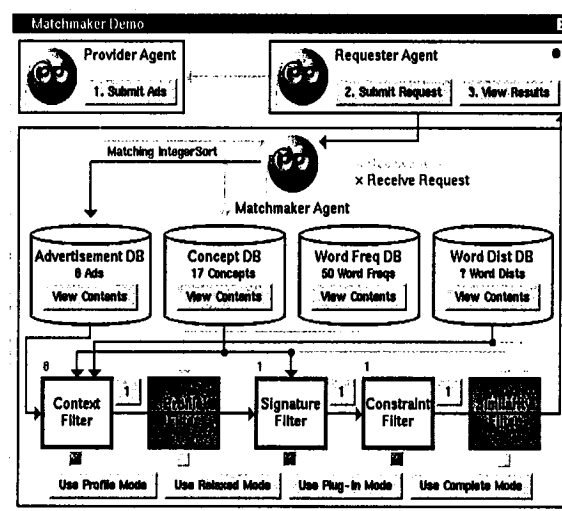 Matchmaker Demo
Provider Agent
1. Submit Ads
Requester Agent
2. Submit Request
3. View Results
Matching IntegerSort
× Receive Request
Matchmaker Agent
Advertisement DB
8 Ads
View Contents
Concept DB
17 Concepts
View Contents
Word Freq DB
50 Word Freqs
View Contents
Word Dist DB
? Word Dists
View Contents
8
1
1
Context
Filter
1
Signature
Filter
1
Constraint
Filter
1
Use Profile Mode
Use Relaxed Mode
Use Plug-In Mode
Use Complete Mode